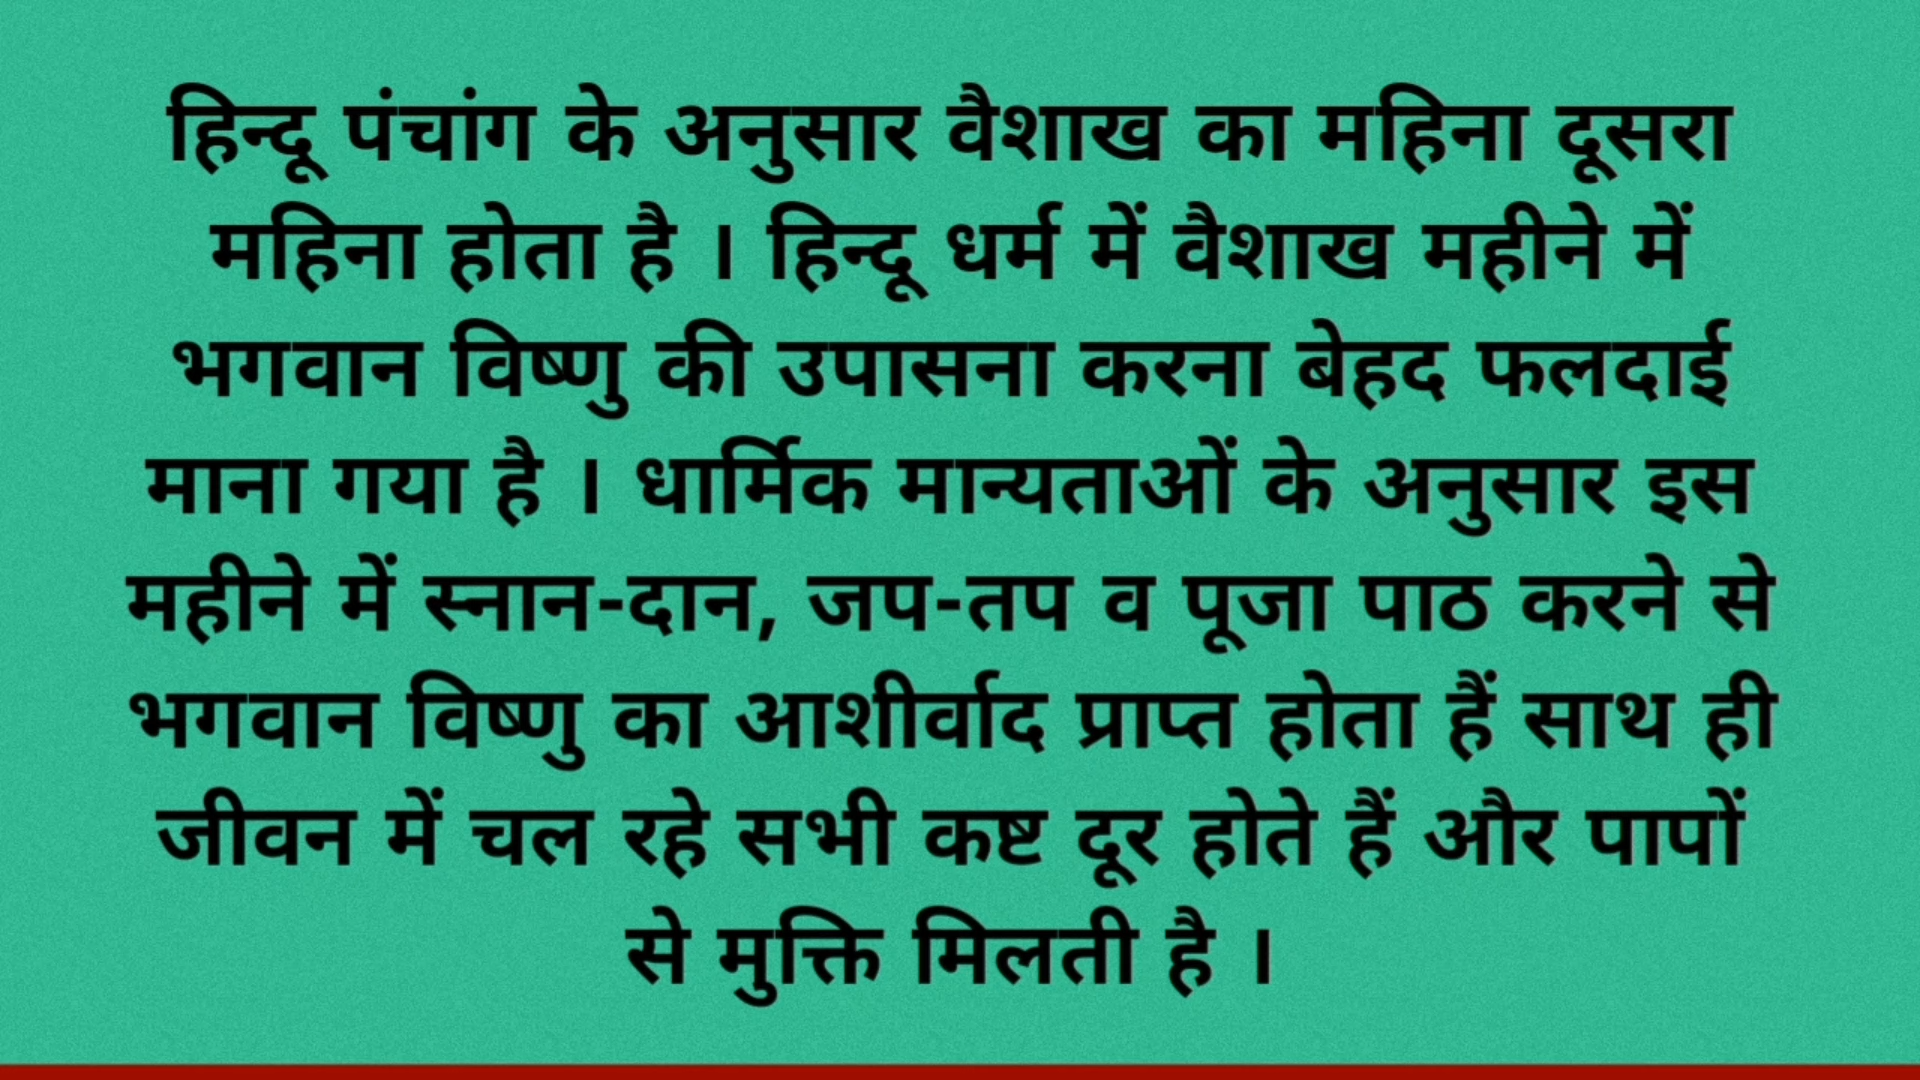 हिन्दू पंचांग के अनुसार वैशाख का महिना दूसरा
महिना होता है । हिन्दू धर्म में वैशाख महीने में
भगवान विष्णु की उपासना करना बेहद फलदाई
माना गया है । धार्मिक मान्यताओं के अनुसार इस
महीने में स्नान-दान, जप-तप व पूजा पाठ करने से
भगवान विष्णु का आशीर्वाद प्राप्त होता हैं साथ ही
जीवन में चल रहे सभी कष्ट दूर होते हैं और पापों
से मुक्ति मिलती है ।